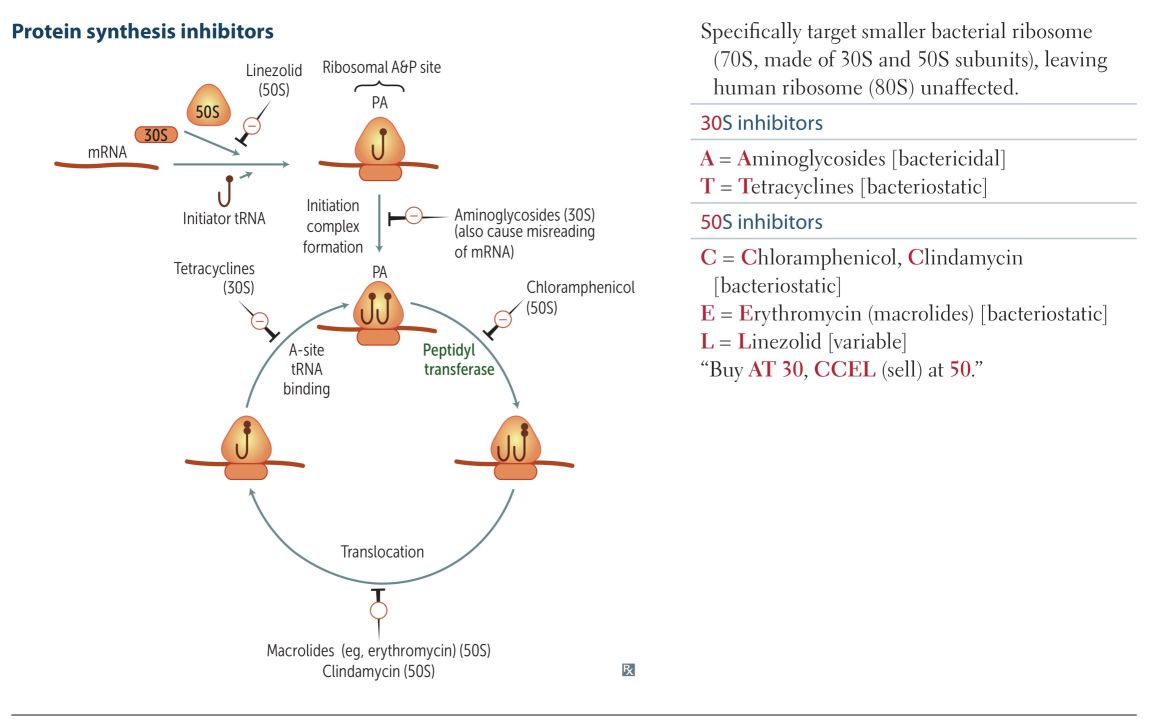 Protein synthesis inhibitors
Linezolid
(50S)
Ribosomal A&P site
PA
50S
30S
mRNA
Initiator tRNA
Initiation
complex
formation
Aminoglycosides (30S)
(also cause misreading
of mRNA)
Tetracyclines
(30S)
PA
Chloramphenicol
(50S)
A-site
tRNA
binding
Peptidyl
transferase
Translocation
Macrolides (eg, erythromycin) (50S)
Clindamycin (50S)
Rx
Specifically target smaller bacterial ribosome
(70S, made of 30S and 50S subunits), leaving
human ribosome (80S) unaffected.
30S inhibitors
A = Aminoglycosides [bactericidal]
T = Tetracyclines [bacteriostatic]
50S inhibitors
C = Chloramphenicol, Clindamycin
[bacteriostatic]
E = Erythromycin (macrolides) [bacteriostatic]
L = Linezolid [variable]
“Buy AT 30, CCEL (sell) at 50.”